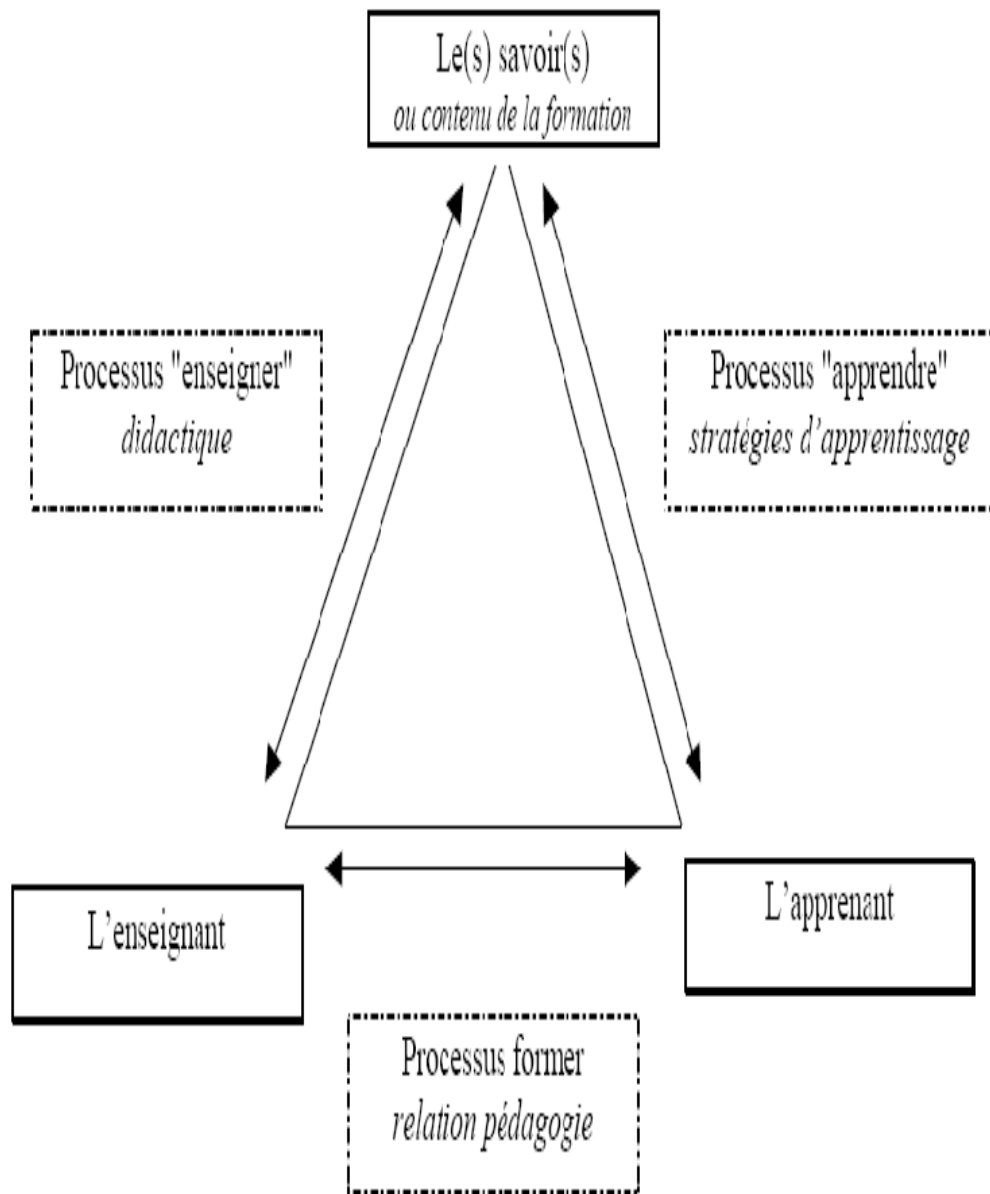 Le(s) savoir(s)
ou contenu de la formation
Processus "enseigner"
didactique
Processus "apprendre"
stratégies d'apprentissage
L'enseignant
L'apprenant
Processus former
relation pédagogie